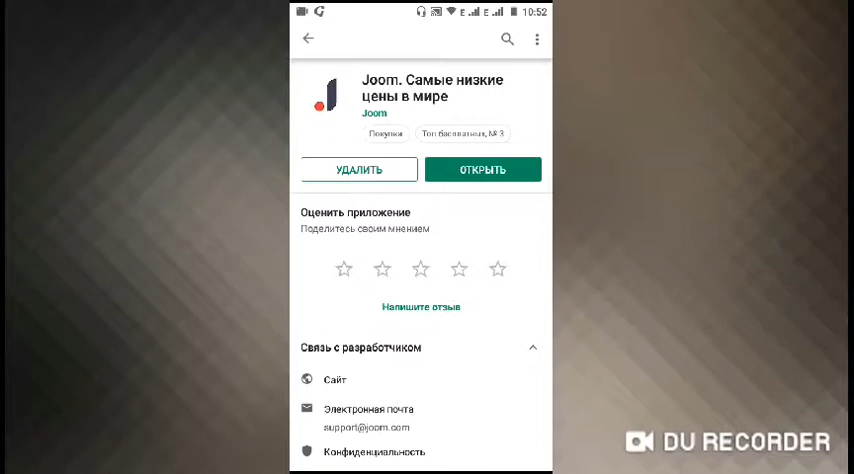 E E 10:52
Joom. Самые низкие
цены в мире
Joom
Покупки Топ бесплатных, № 3
УДАЛИТЬ ОТКРЫТЬ
Оценить приложение
Поделитесь своим мнением
Напишите отзыв
Связь с разработчиком
Сайт
Электронная почта
support@joom.com
Конфиденциальность
DU RECORDER